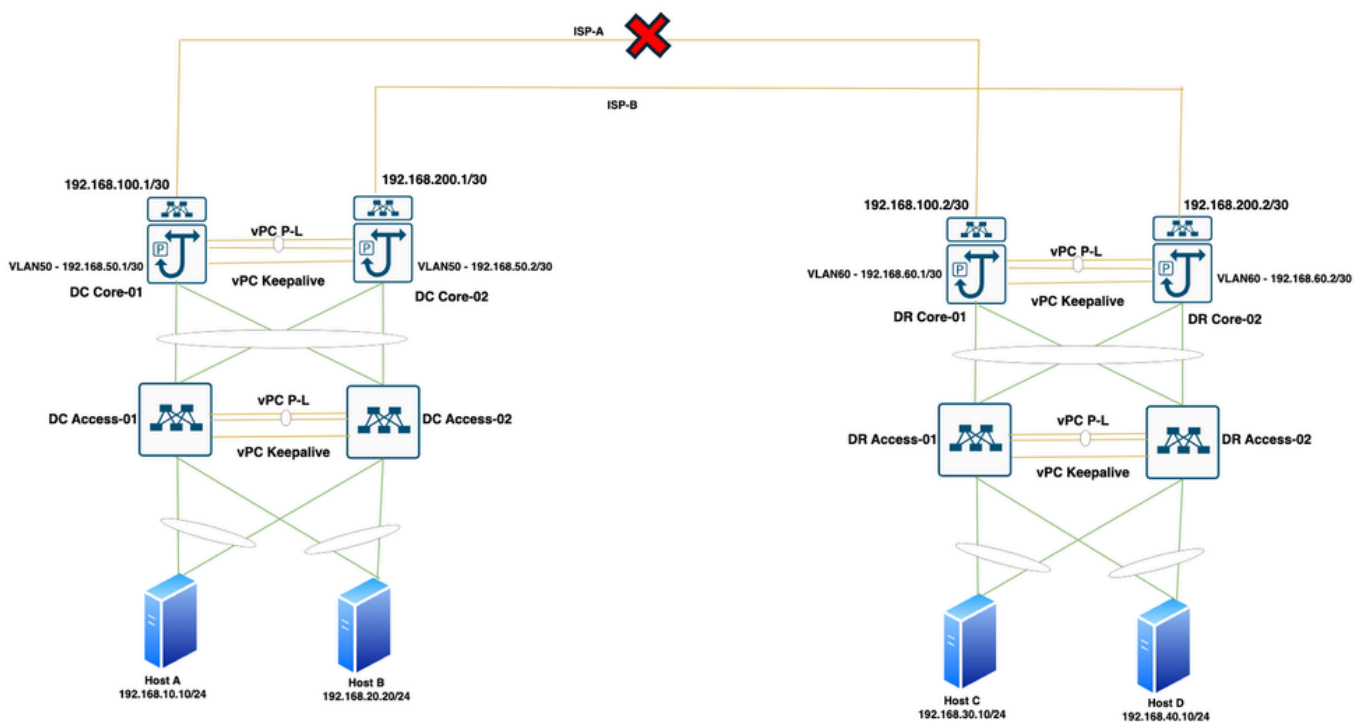 ISP-A
ISP-B
192.168.100.1/30
192.168.200.1/30
192.168.100.2/30
192.168.200.2/30
P
vPC P-L
P
VLAN50 - 192.168.50.1/30
vPC Keepalive
VLAN50 - 192.168.50.2/30
DC Core-01
DC Core-02
P
vPC P-L
P
VLAN60 - 192.168.60.1/30
vPC Keepalive
VLAN60 - 192.168.60.2/30
DR Core-01
DR Core-02
vPC P-L
DC Access-01
DC Access-02
vPC Keepalive
vPC P-L
DR Access-01
DR Access-02
vPC Keepalive
Host A
192.168.10.10/24
Host B
192.168.20.20/24
Host C
192.168.30.10/24
Host D
192.168.40.10/24